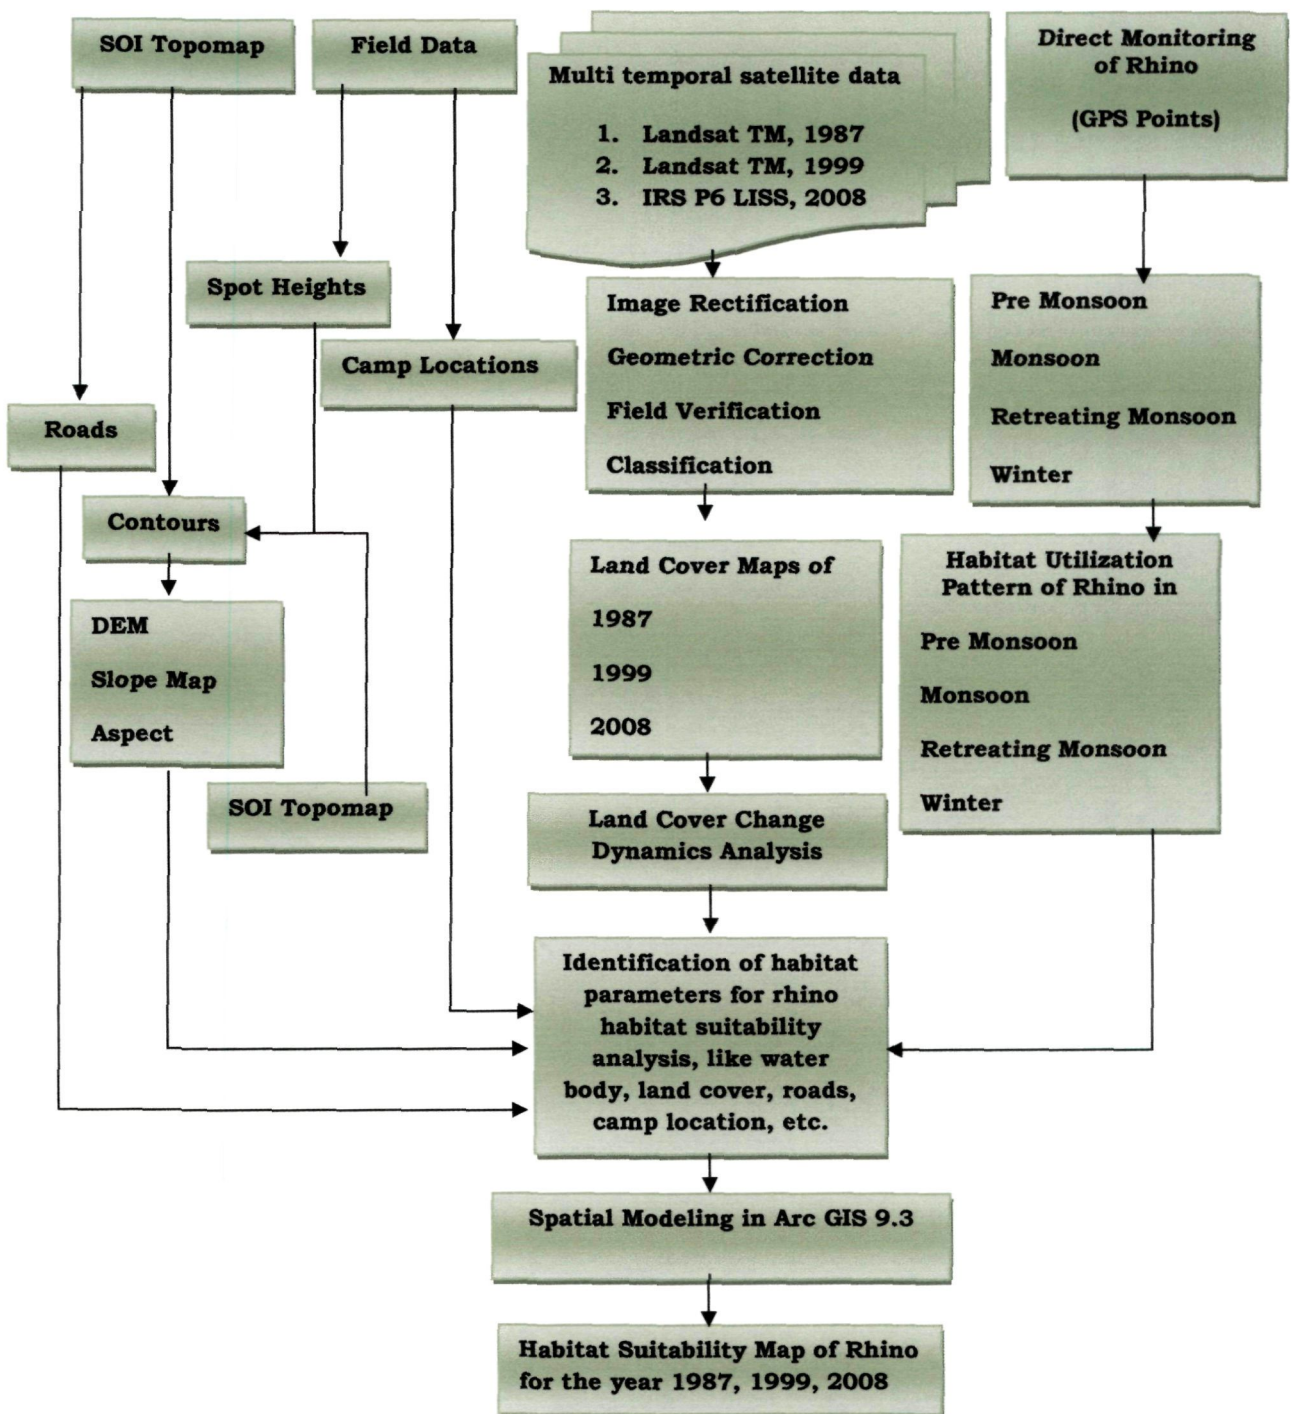 SOI Topomap
Field Data
Multi temporal satellite data
1. Landsat TM, 1987
2. Landsat TM, 1999
3. IRS P6 LISS, 2008
Direct Monitoring
of Rhino
(GPS Points)
Spot Heights
Camp Locations
Roads
Contours
DEM
Slope Map
Aspect
SOI Topomap
Image Rectification
Geometric Correction
Field Verification
Classification
Pre Monsoon
Monsoon
Retreating Monsoon
Winter
Land Cover Maps of
1987
1999
2008
Habitat Utilization
Pattern of Rhino in
Pre Monsoon
Monsoon
Retreating Monsoon
Winter
Land Cover Change
Dynamics Analysis
Identification of habitat
parameters for rhino
habitat suitability
analysis, like water
body, land cover, roads,
camp location, etc.
Spatial Modeling in Arc GIS 9.3
Habitat Suitability Map of Rhino
for the year 1987, 1999, 2008